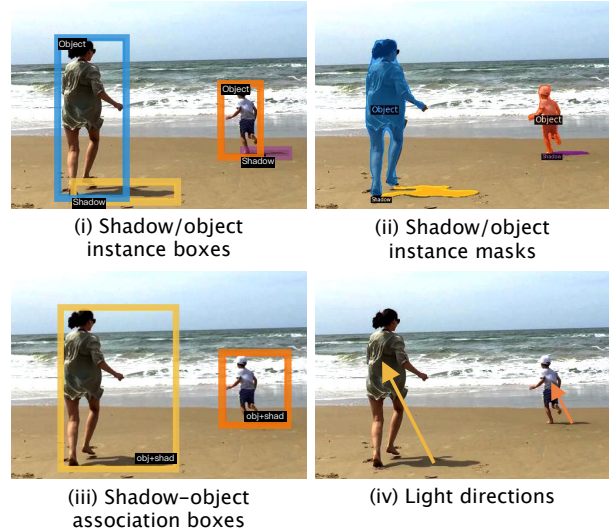 Object
Object
Shadow
Shadow
(i) Shadow/object
instance boxes
Object
Object
Shadow
Shadow
(ii) Shadow/object
instance masks
obj+shad
obj+shad
(iii) Shadow-object
association boxes
(iv) Light directions